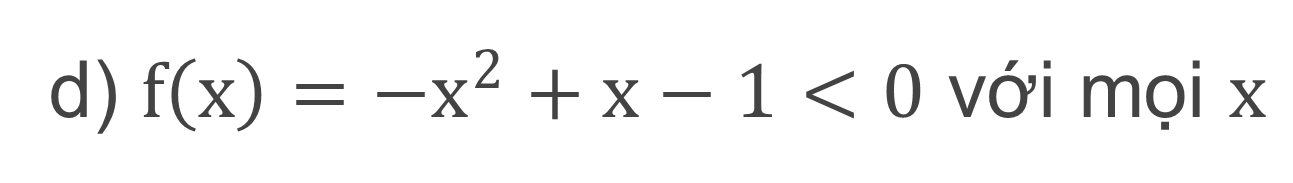 d) f(x) = −x² + x − 1 < 0 với mọi x